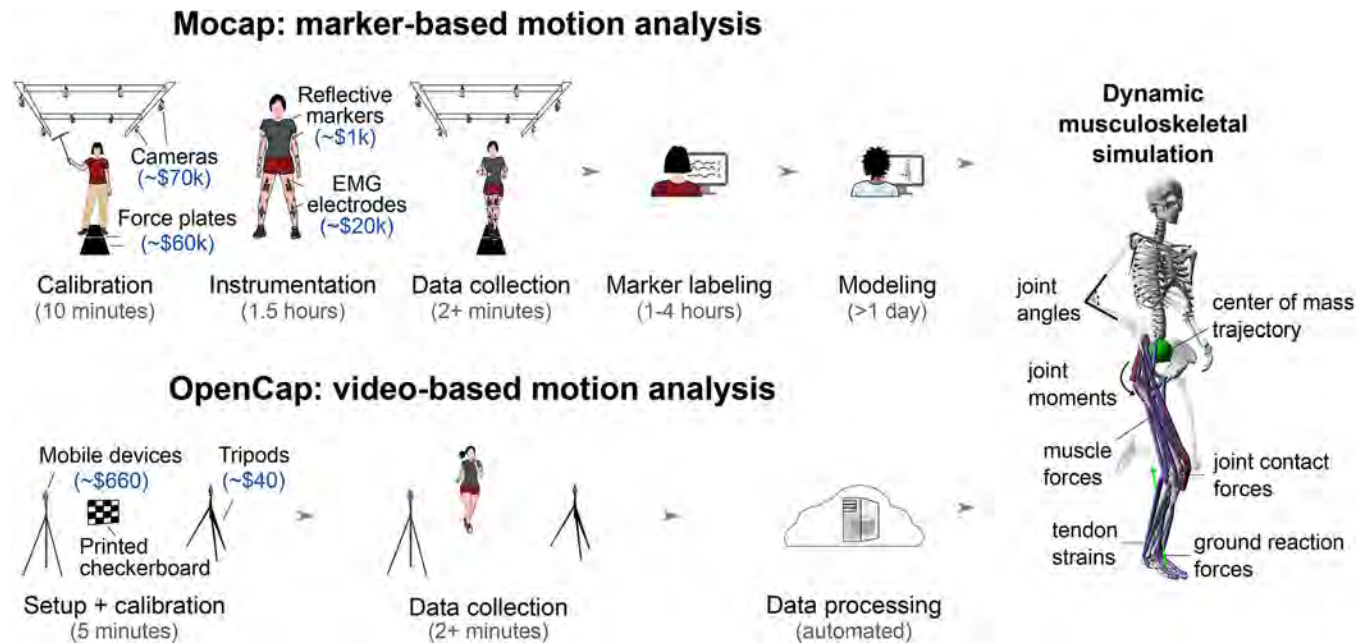 Mocap: marker-based motion analysis
Reflective
markers
(~$1k)
Cameras
(~$70k)
EMG
electrodes
(~$20k)
Force plates
(~$60k)
Calibration
(10 minutes)
Instrumentation
(1.5 hours)
Data collection
(2+ minutes)
Marker labeling
(1-4 hours)
Modeling
(>1 day)
OpenCap: video-based motion analysis
Mobile devices
(~$660)
Tripods
(~$40)
Printed
checkerboard
Setup + calibration
(5 minutes)
Data collection
(2+ minutes)
Data processing
(automated)
Dynamic
musculoskeletal
simulation
joint
angles
center of mass
trajectory
joint
moments
muscle
forces
joint contact
forces
tendon
strains
ground reaction
forces